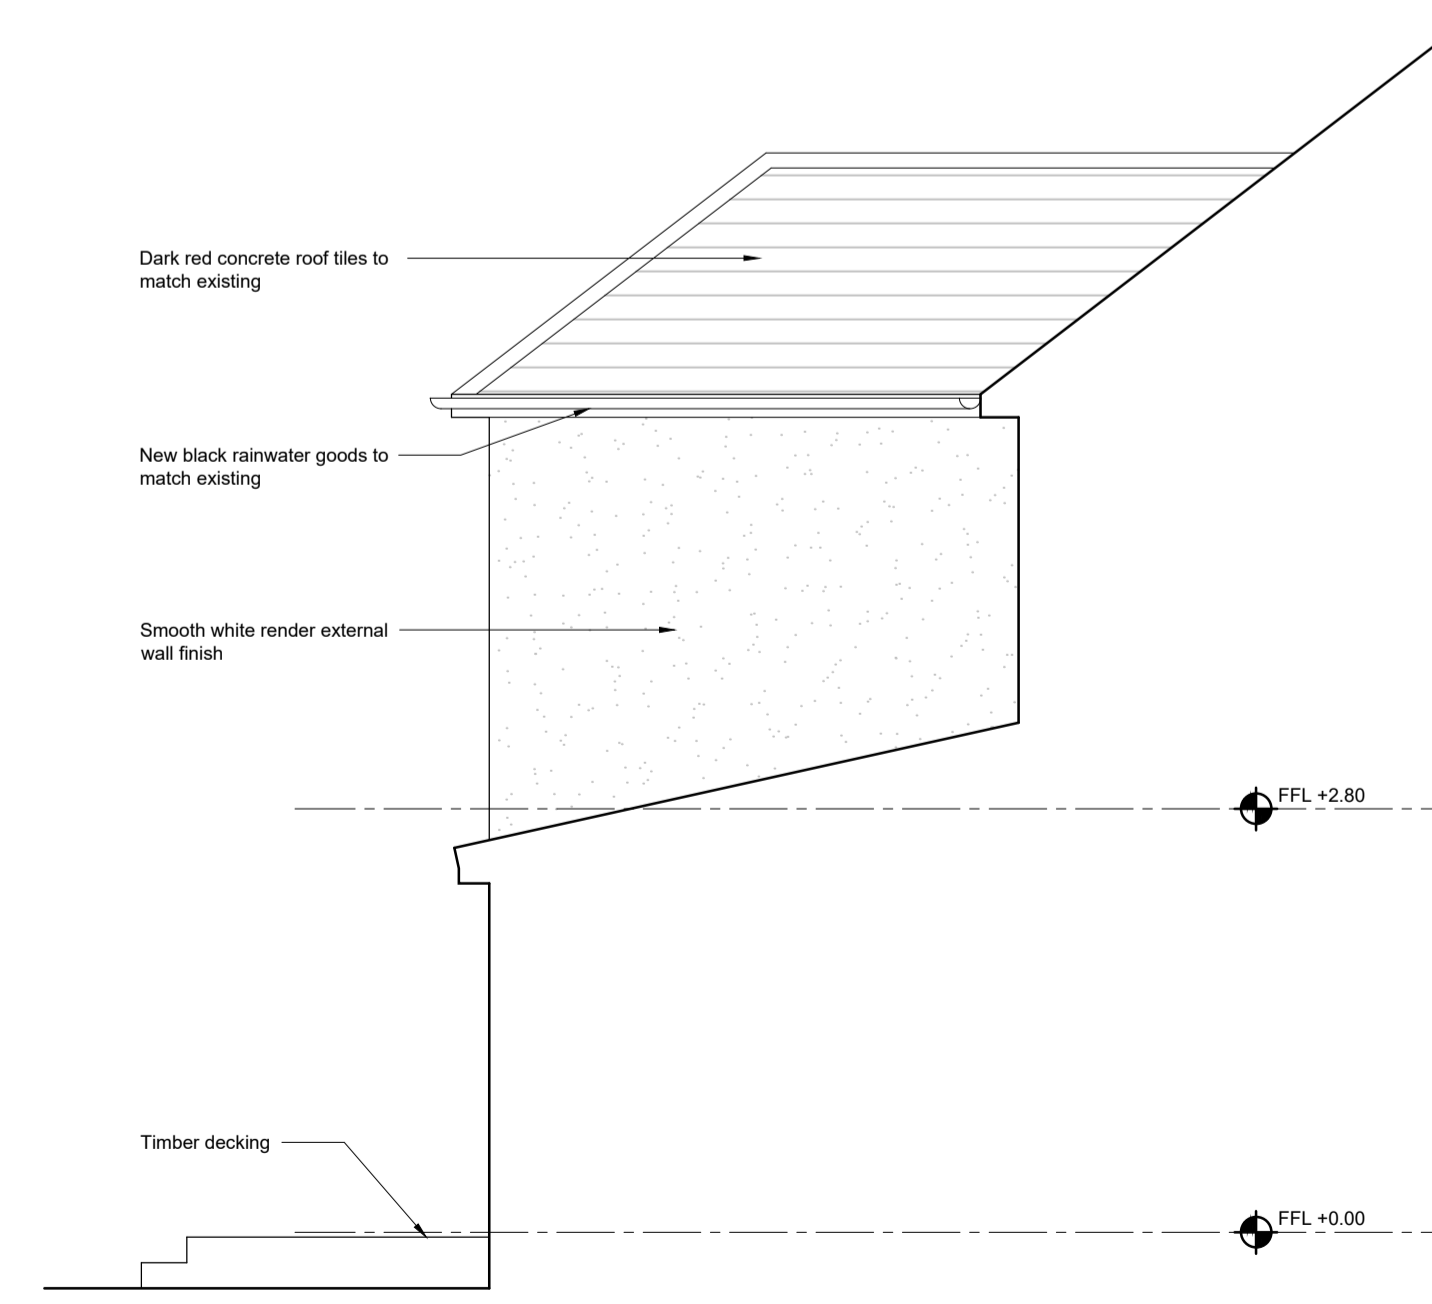 Dark red concrete roof tiles to
match existing
New black rainwater goods to
match existing
Smooth white render external
wall finish
FFL +2.80
Timber decking
FFL +0.00